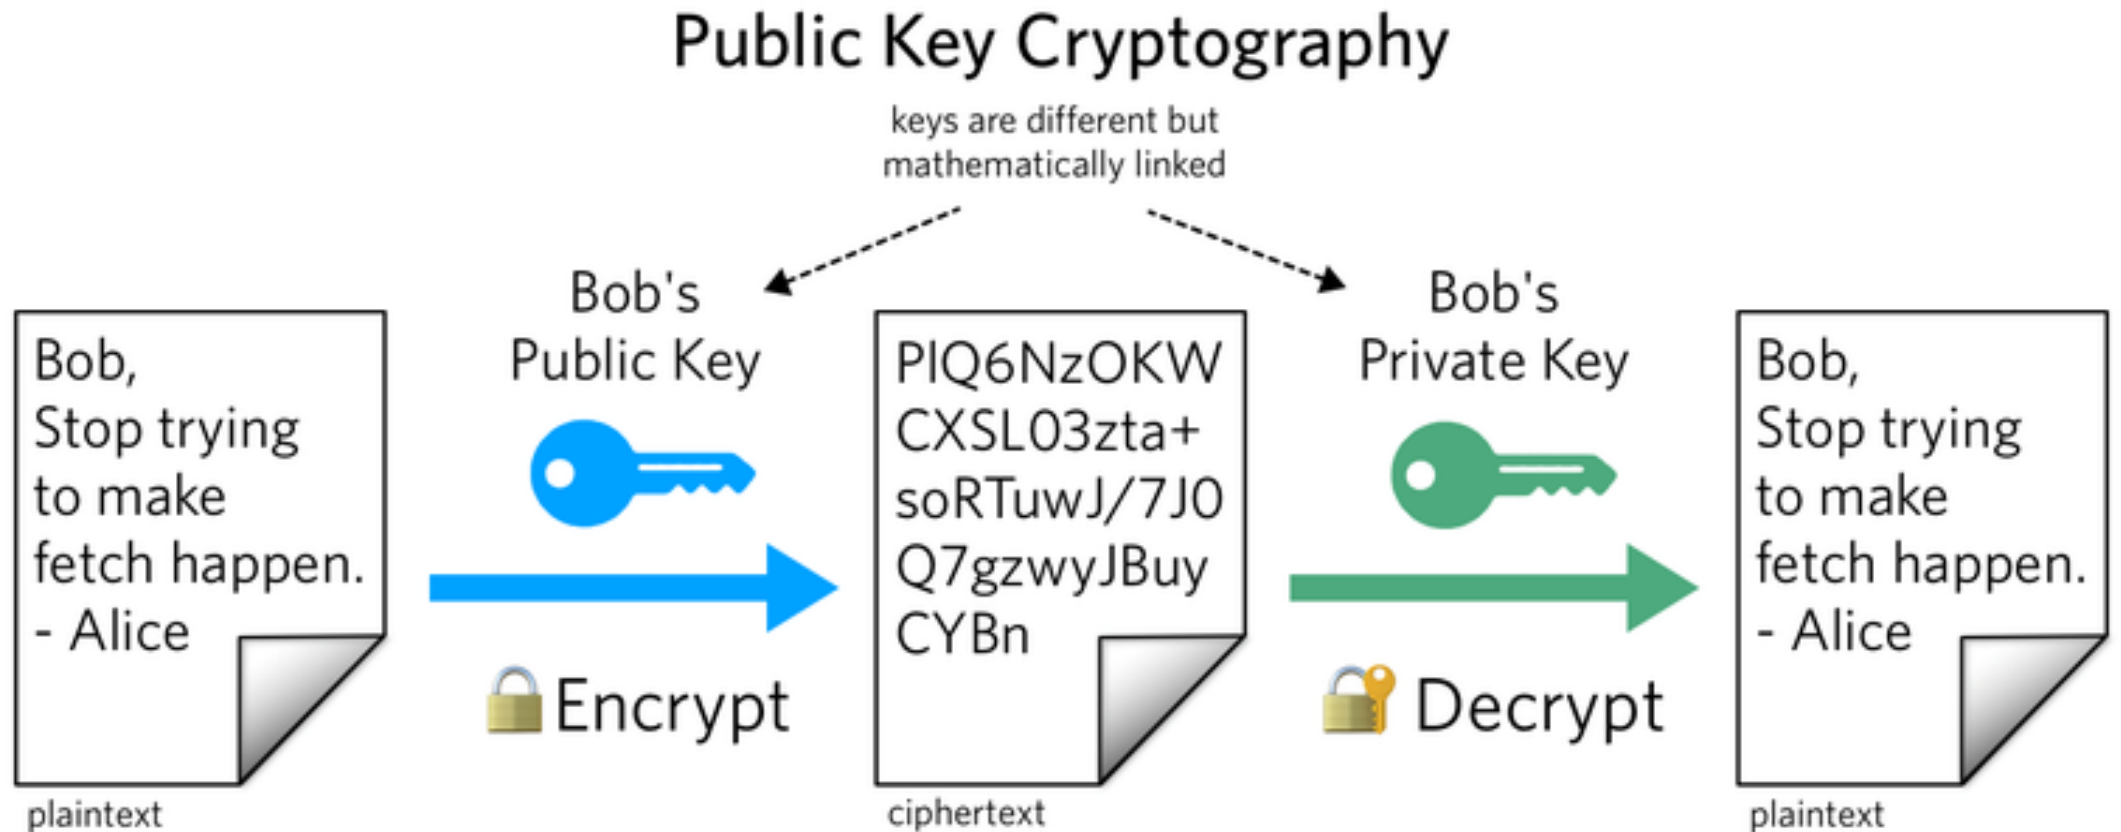 Public Key Cryptography
keys are different but
mathematically linked
Bob,
Stop trying
to make
fetch happen.
- Alice
plaintext
Bob's
Public Key
Encrypt
PlQ6NzOKW
CXSL03zta+
soRTuwJ/7J0
Q7gzwyJBuy
CYBn
ciphertext
Bob's
Private Key
Decrypt
Bob,
Stop trying
to make
fetch happen.
- Alice
plaintext